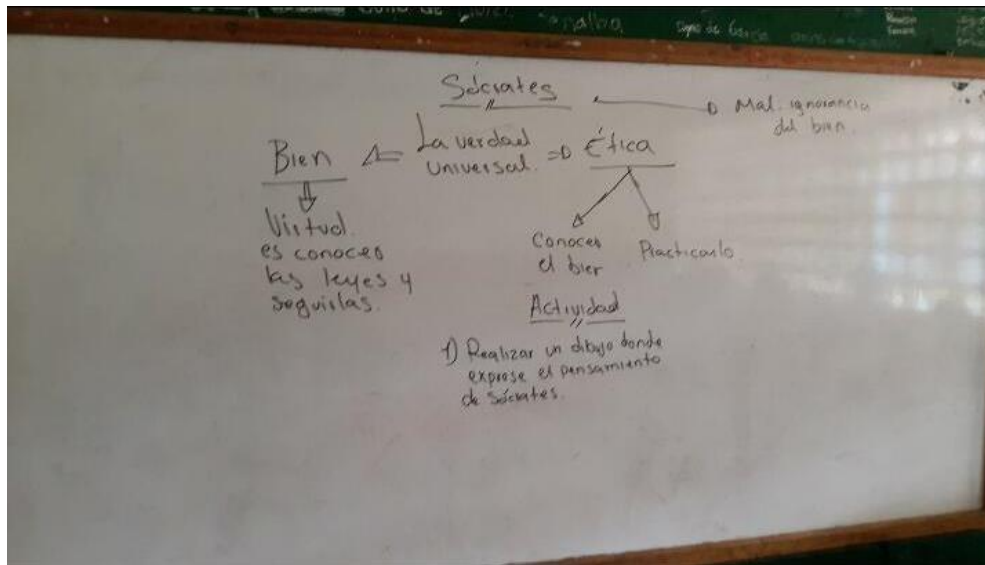 Sócrates
Mal: ignorancia
del bien.
La verdad
universal.
Bien
Ética
Virtud.
es conocer
las leyes y
seguirlas.
Conocer
el bien
Practicarlo.
Actividad
1) Realizar un dibujo donde
exprese el pensamiento
de Sócrates.